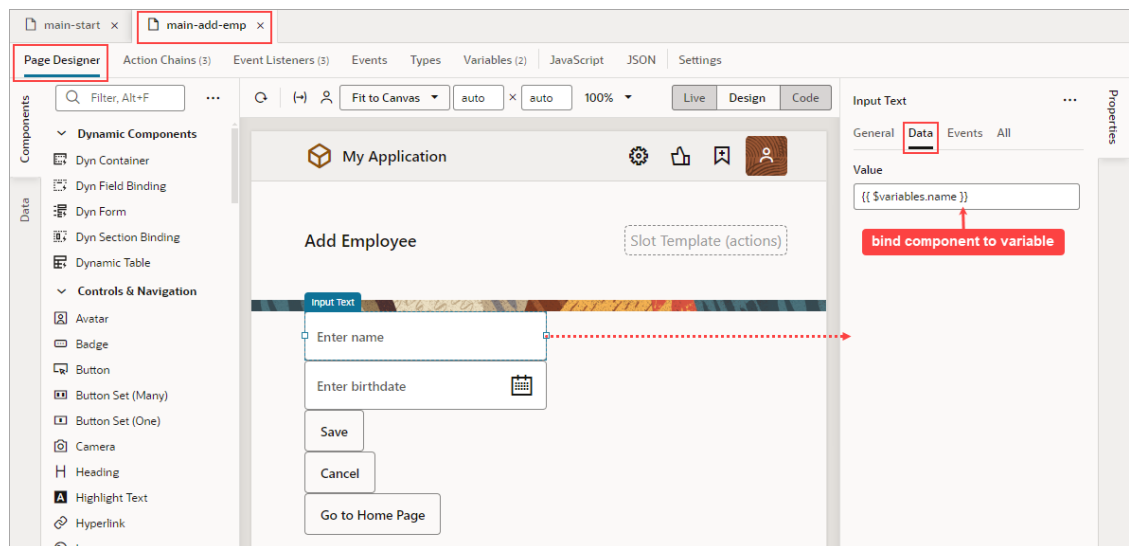 main-start ×
main-add-emp ×
Page Designer
Action Chains (3)
Event Listeners (3)
Events
Types
Variables (2)
JavaScript
JSON
Settings
Components
Data
Filter, Alt+F
...
Dynamic Components
Dyn Container
Dyn Field Binding
Dyn Form
Dyn Section Binding
Dynamic Table
Controls & Navigation
Avatar
Badge
Button
Button Set (Many)
Button Set (One)
Camera
Heading
Highlight Text
Hyperlink
Fit to Canvas
auto
×
auto
100%
Live
Design
Code
My Application
Add Employee
Slot Template (actions)
Input Text
Enter name
Enter birthdate
Save
Cancel
Go to Home Page
Input Text
...
General
Data
Events
All
Value
{{ $variables.name }}
bind component to variable
Properties